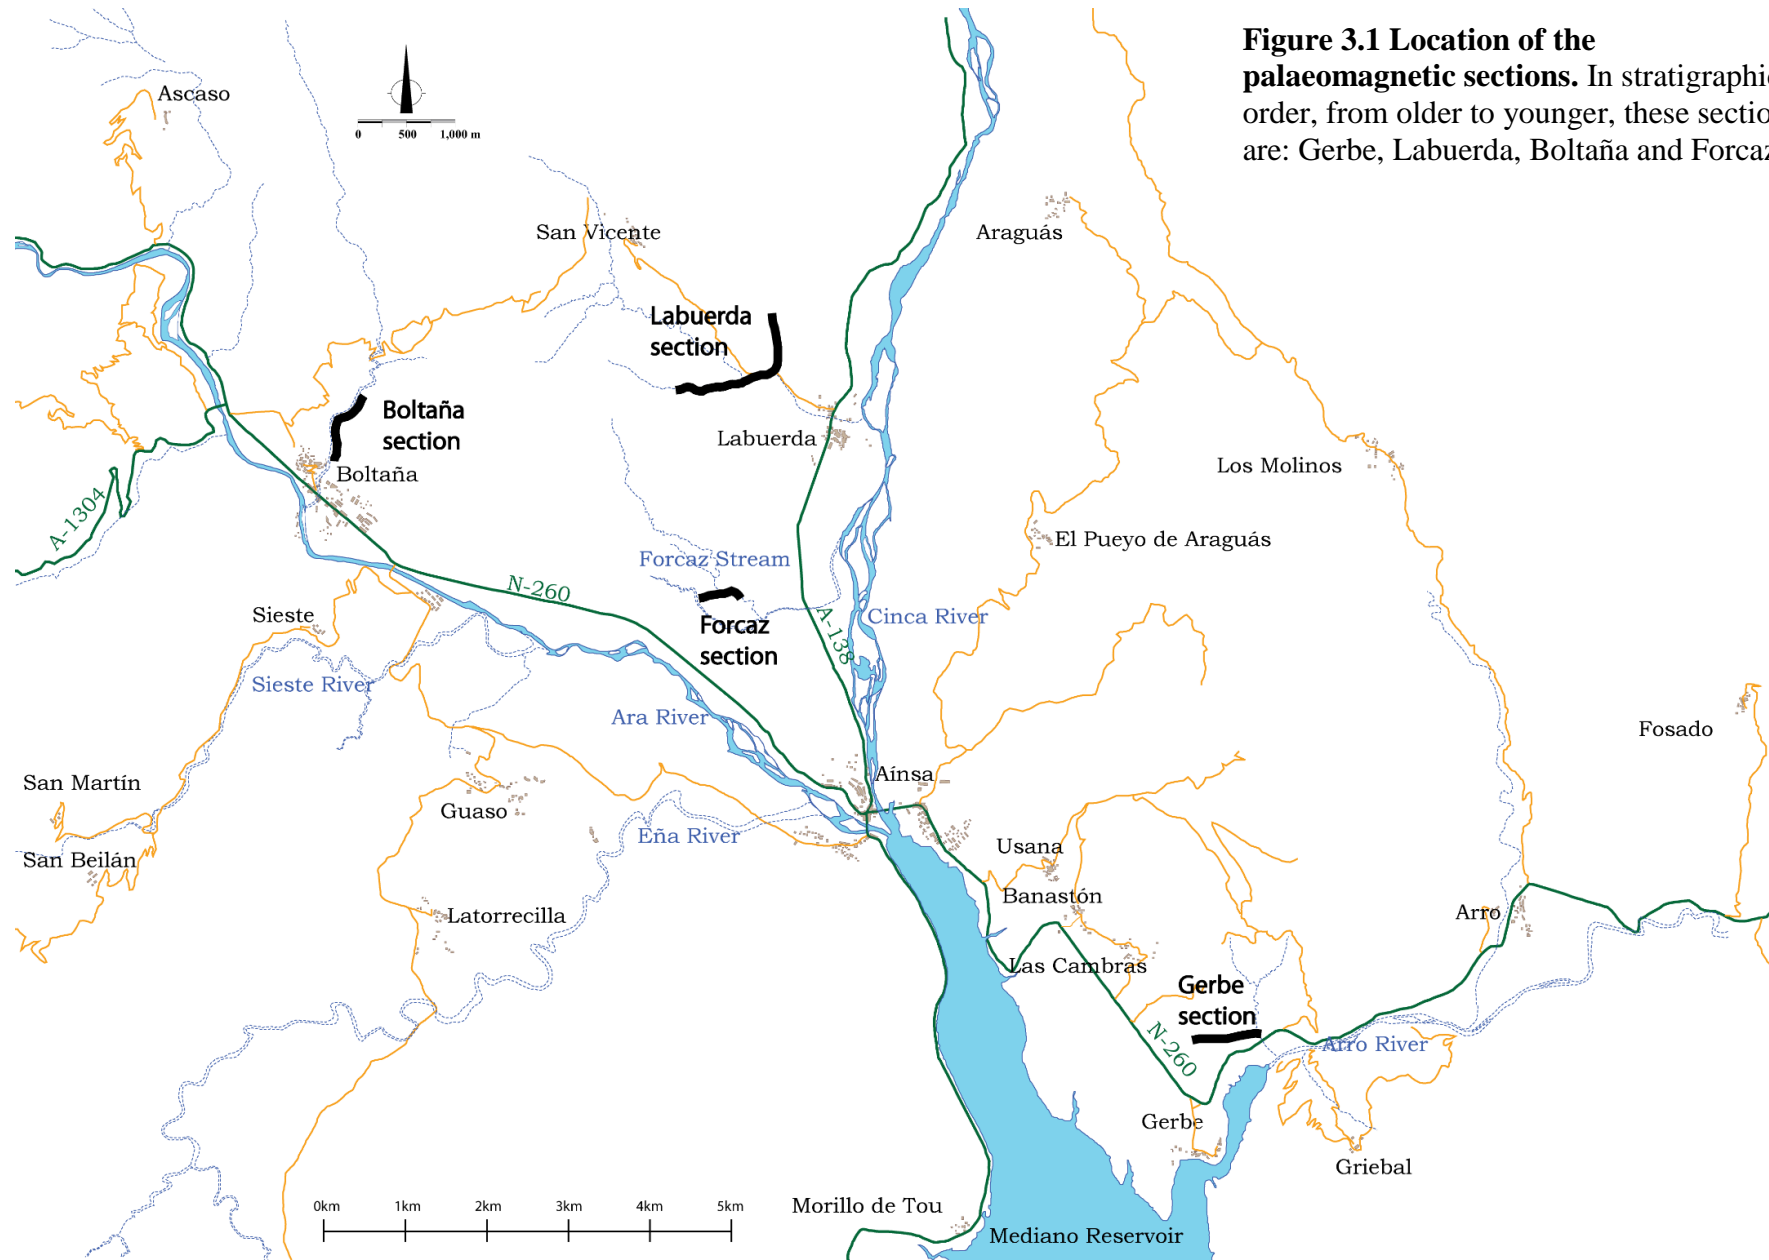 Figure 3.1 Location of the
palaeomagnetic sections. In stratigraphic
order, from older to younger, these sectio
are: Gerbe, Labuerda, Boltaña and Forcaz
Ascaso
0 500 1,000 m
San Vicente
Araguás
Labuerda
section
Boltaña
section
Labuerda
Boltaña
Los Molinos
A-1304
El Pueyo de Araguás
Forcaz Stream
N-260
Sieste
Cinca River
A-138
Forcaz
section
Sieste River
Ara River
Fosado
San Martín
Aínsa
Guaso
Eña River
Usana
San Beilán
Banastón
Latorrecilla
Arro
Las Cambras
Gerbe
section
N-260
Arro River
Gerbe
Griebal
0km 1km 2km 3km 4km 5km
Morillo de Tou
Mediano Reservoir